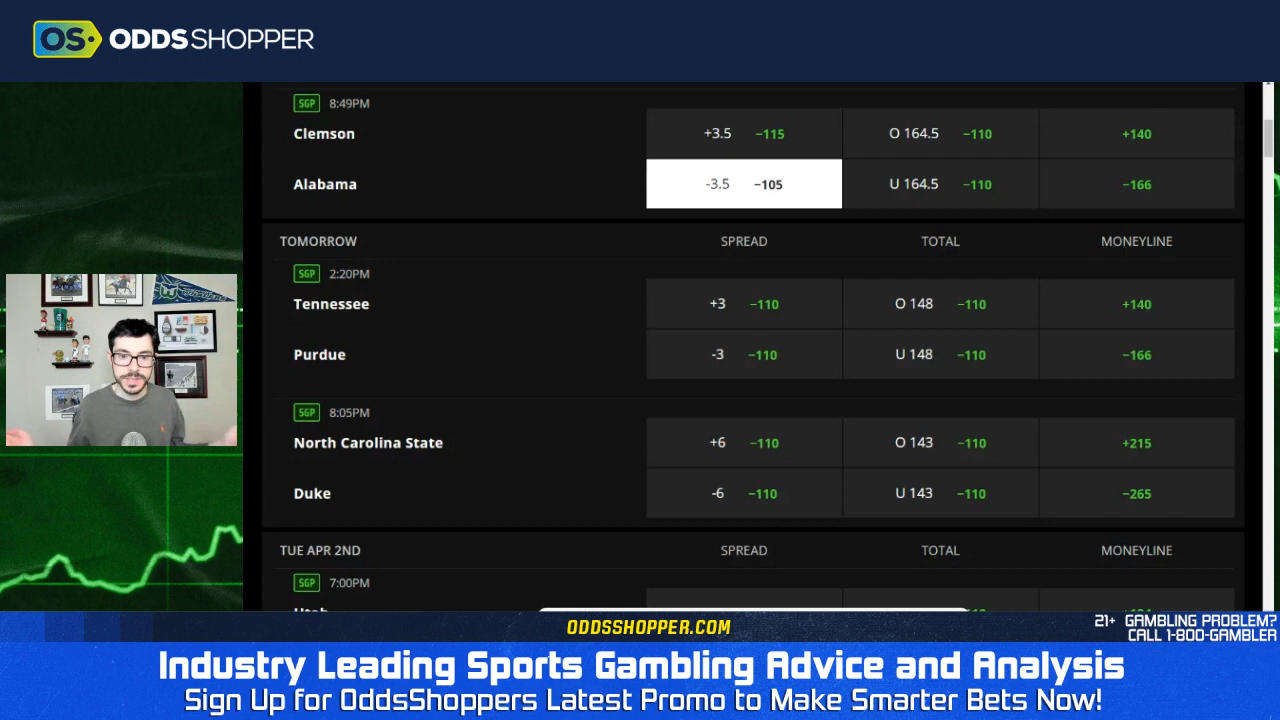 OS ODDSSHOPPER
SGP 8:49PM
Clemson +3.5 −115 O 164.5 −110 +140
Alabama -3.5 −105 U 164.5 −110 −166
TOMORROW SPREAD TOTAL MONEYLINE
SGP 2:20PM
Tennessee +3 −110 O 148 −110 +140
Purdue -3 −110 U 148 −110 −166
SGP 8:05PM
North Carolina State +6 −110 O 143 −110 +215
Duke -6 −110 U 143 −110 −265
TUE APR 2ND SPREAD TOTAL MONEYLINE
SGP 7:00PM
Utah
ODDSSHOPPER.COM
21+ GAMBLING PROBLEM?
CALL 1-800-GAMBLER
Industry Leading Sports Gambling Advice and Analysis
Sign Up for OddsShoppers Latest Promo to Make Smarter Bets Now!